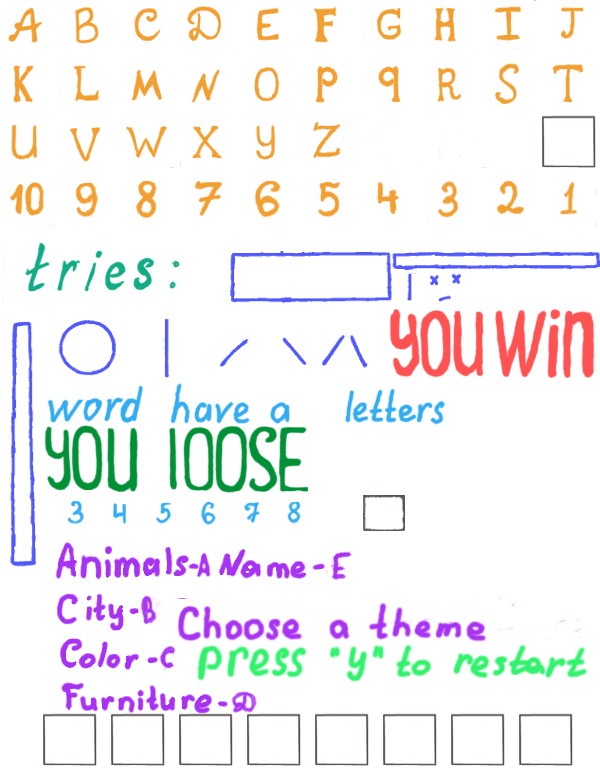 A B C D E F G H I J
K L M N O P q R S T
U V W X Y Z
10 9 8 7 6 5 4 3 2 1
tries:
x x
you win
word have a letters
you loose
3 4 5 6 7 8
Animals-A Name-E
City-B
Choose a theme
Color-C
press "y" to restart
Furniture-D